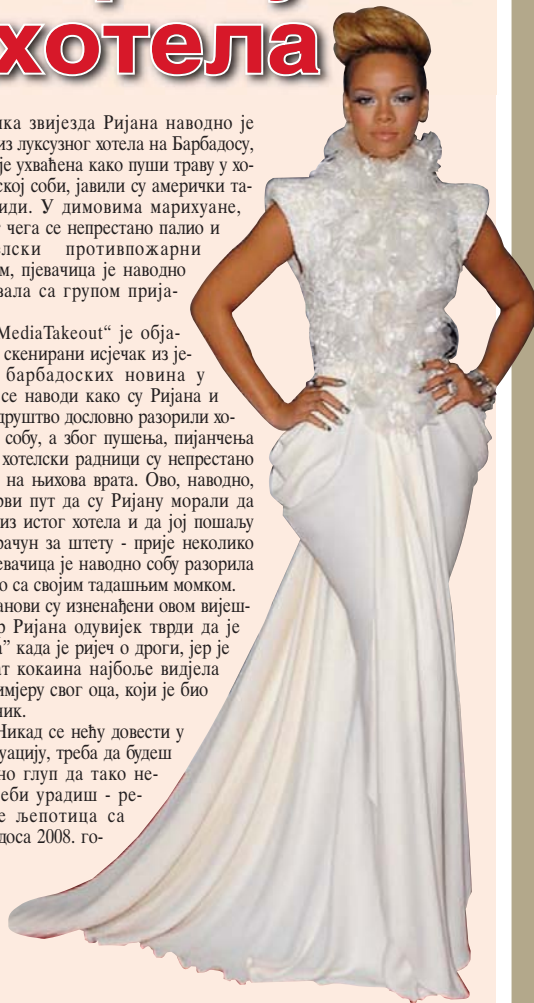 хотела
ка звијезда Ријана наводно је
из луксузног хотела на Барбадосу,
је ухваћена како пуши траву у хо-
ској соби, јавили су амерички та-
иди. У димовима марихуане,
чега се непрестано палио и
елски противпожарни
м, пјевачица је наводно
вала са групом прија-
MediaTakeout“ је обја-
скенирани исјечак из је-
барбадоских новина у
се наводи како су Ријана и
друштво дословно разорили хо-
собу, а због пушења, пијанчења
хотелски радници су непрестано
на њихова врата. Ово, наводно,
рви пут да су Ријану морали да
из истог хотела и да јој пошаљу
рачун за штету - прије неколико
евачица је наводно собу разорила
о са својим тадашњим момком.
анови су изненађени овом вијеш-
р Ријана одувијек тврди да је
” када је ријеч о дроги, јер је
ат кокаина најбоље видјела
имјеру свог оца, који је био
ник.
Никад се нећу довести у
уацију, треба да будеш
но глуп да тако не-
еби урадиш - ре-
е љепотица са
доса 2008. го-